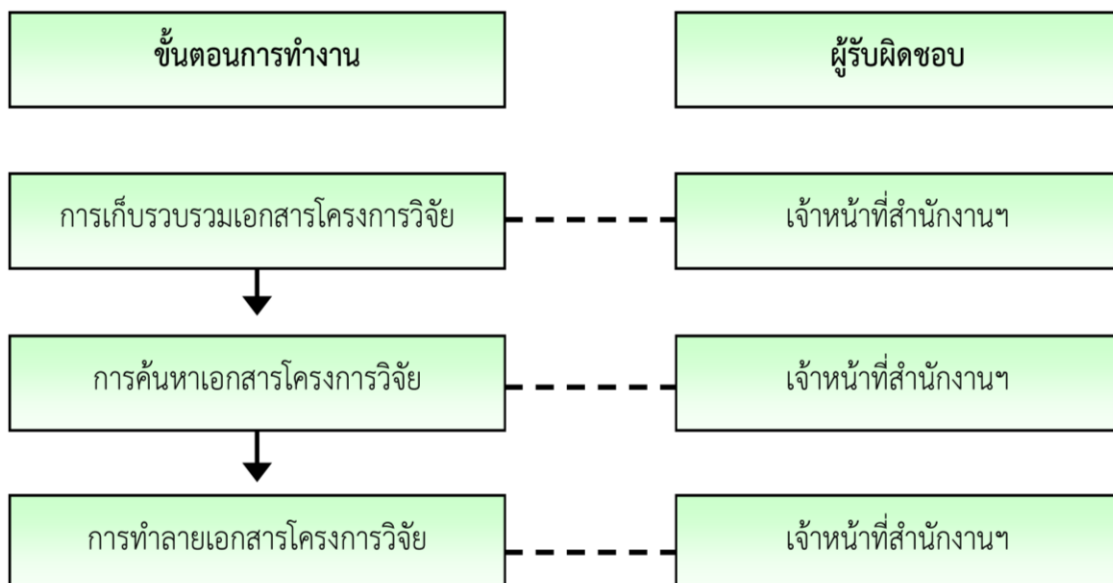 ขั้นตอนการทำงาน ผู้รับผิดชอบ
การเก็บรวบรวมเอกสารโครงการวิจัย เจ้าหน้าที่สำนักงานฯ
การค้นหาเอกสารโครงการวิจัย เจ้าหน้าที่สำนักงานฯ
การทำลายเอกสารโครงการวิจัย เจ้าหน้าที่สำนักงานฯ